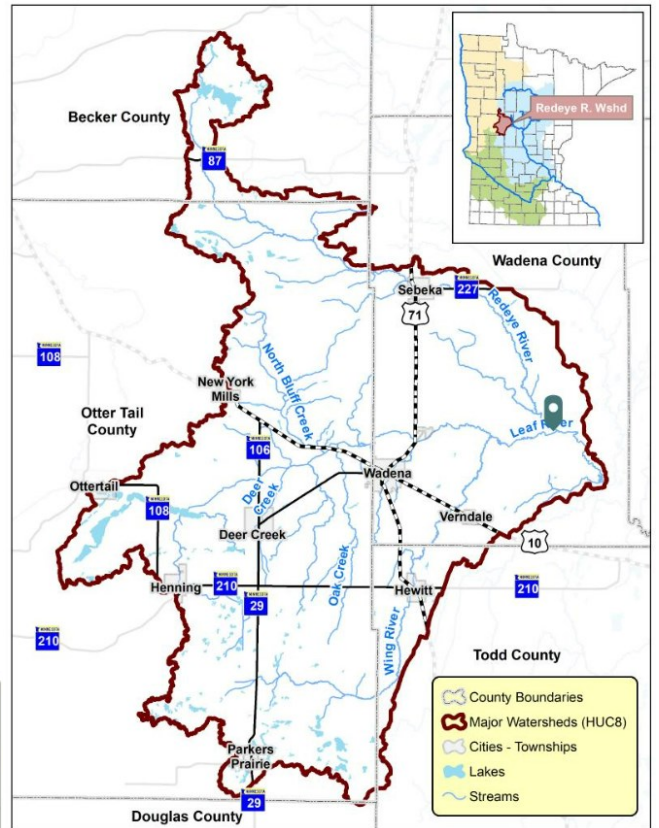 Becker County
Redeye R. Wshd
87
Wadena County
Sebeka
227
71
Redeye River
108
North Bluff Creek
New York
Mills
Otter Tail
County
Leaf River
106
Wadena
Ottertail
108
Deer
Creek
Deer Creek
Verndale
10
Oak Creek
Henning
210
29
Hewitt
210
210
Wing River
Todd County
County Boundaries
Major Watersheds (HUC8)
Cities - Townships
Lakes
Streams
Parkers
Prairie
29
Douglas County